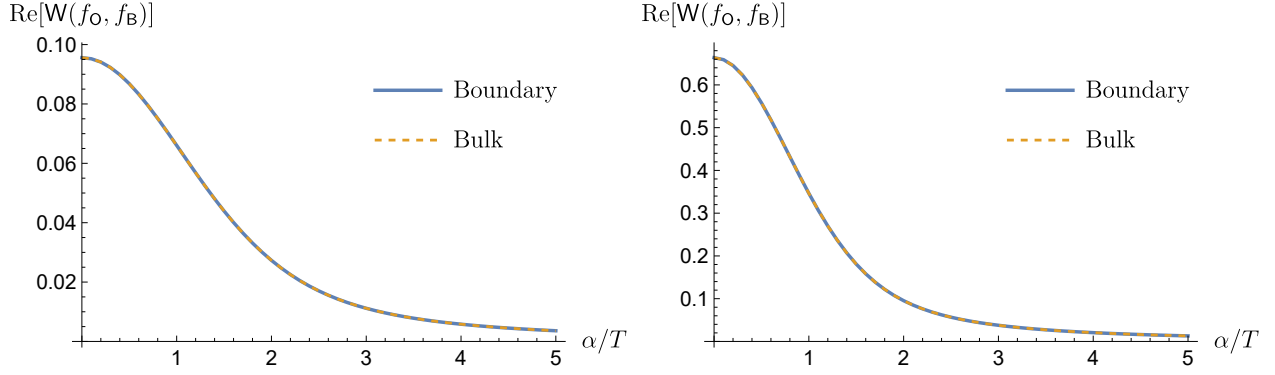 Re[W(f_O, f_B)]
0.10
0.08
0.06
0.04
0.02
1 2 3 4 5 α/T
Boundary
Bulk
Re[W(f_O, f_B)]
0.6
0.5
0.4
0.3
0.2
0.1
1 2 3 4 5 α/T
Boundary
Bulk